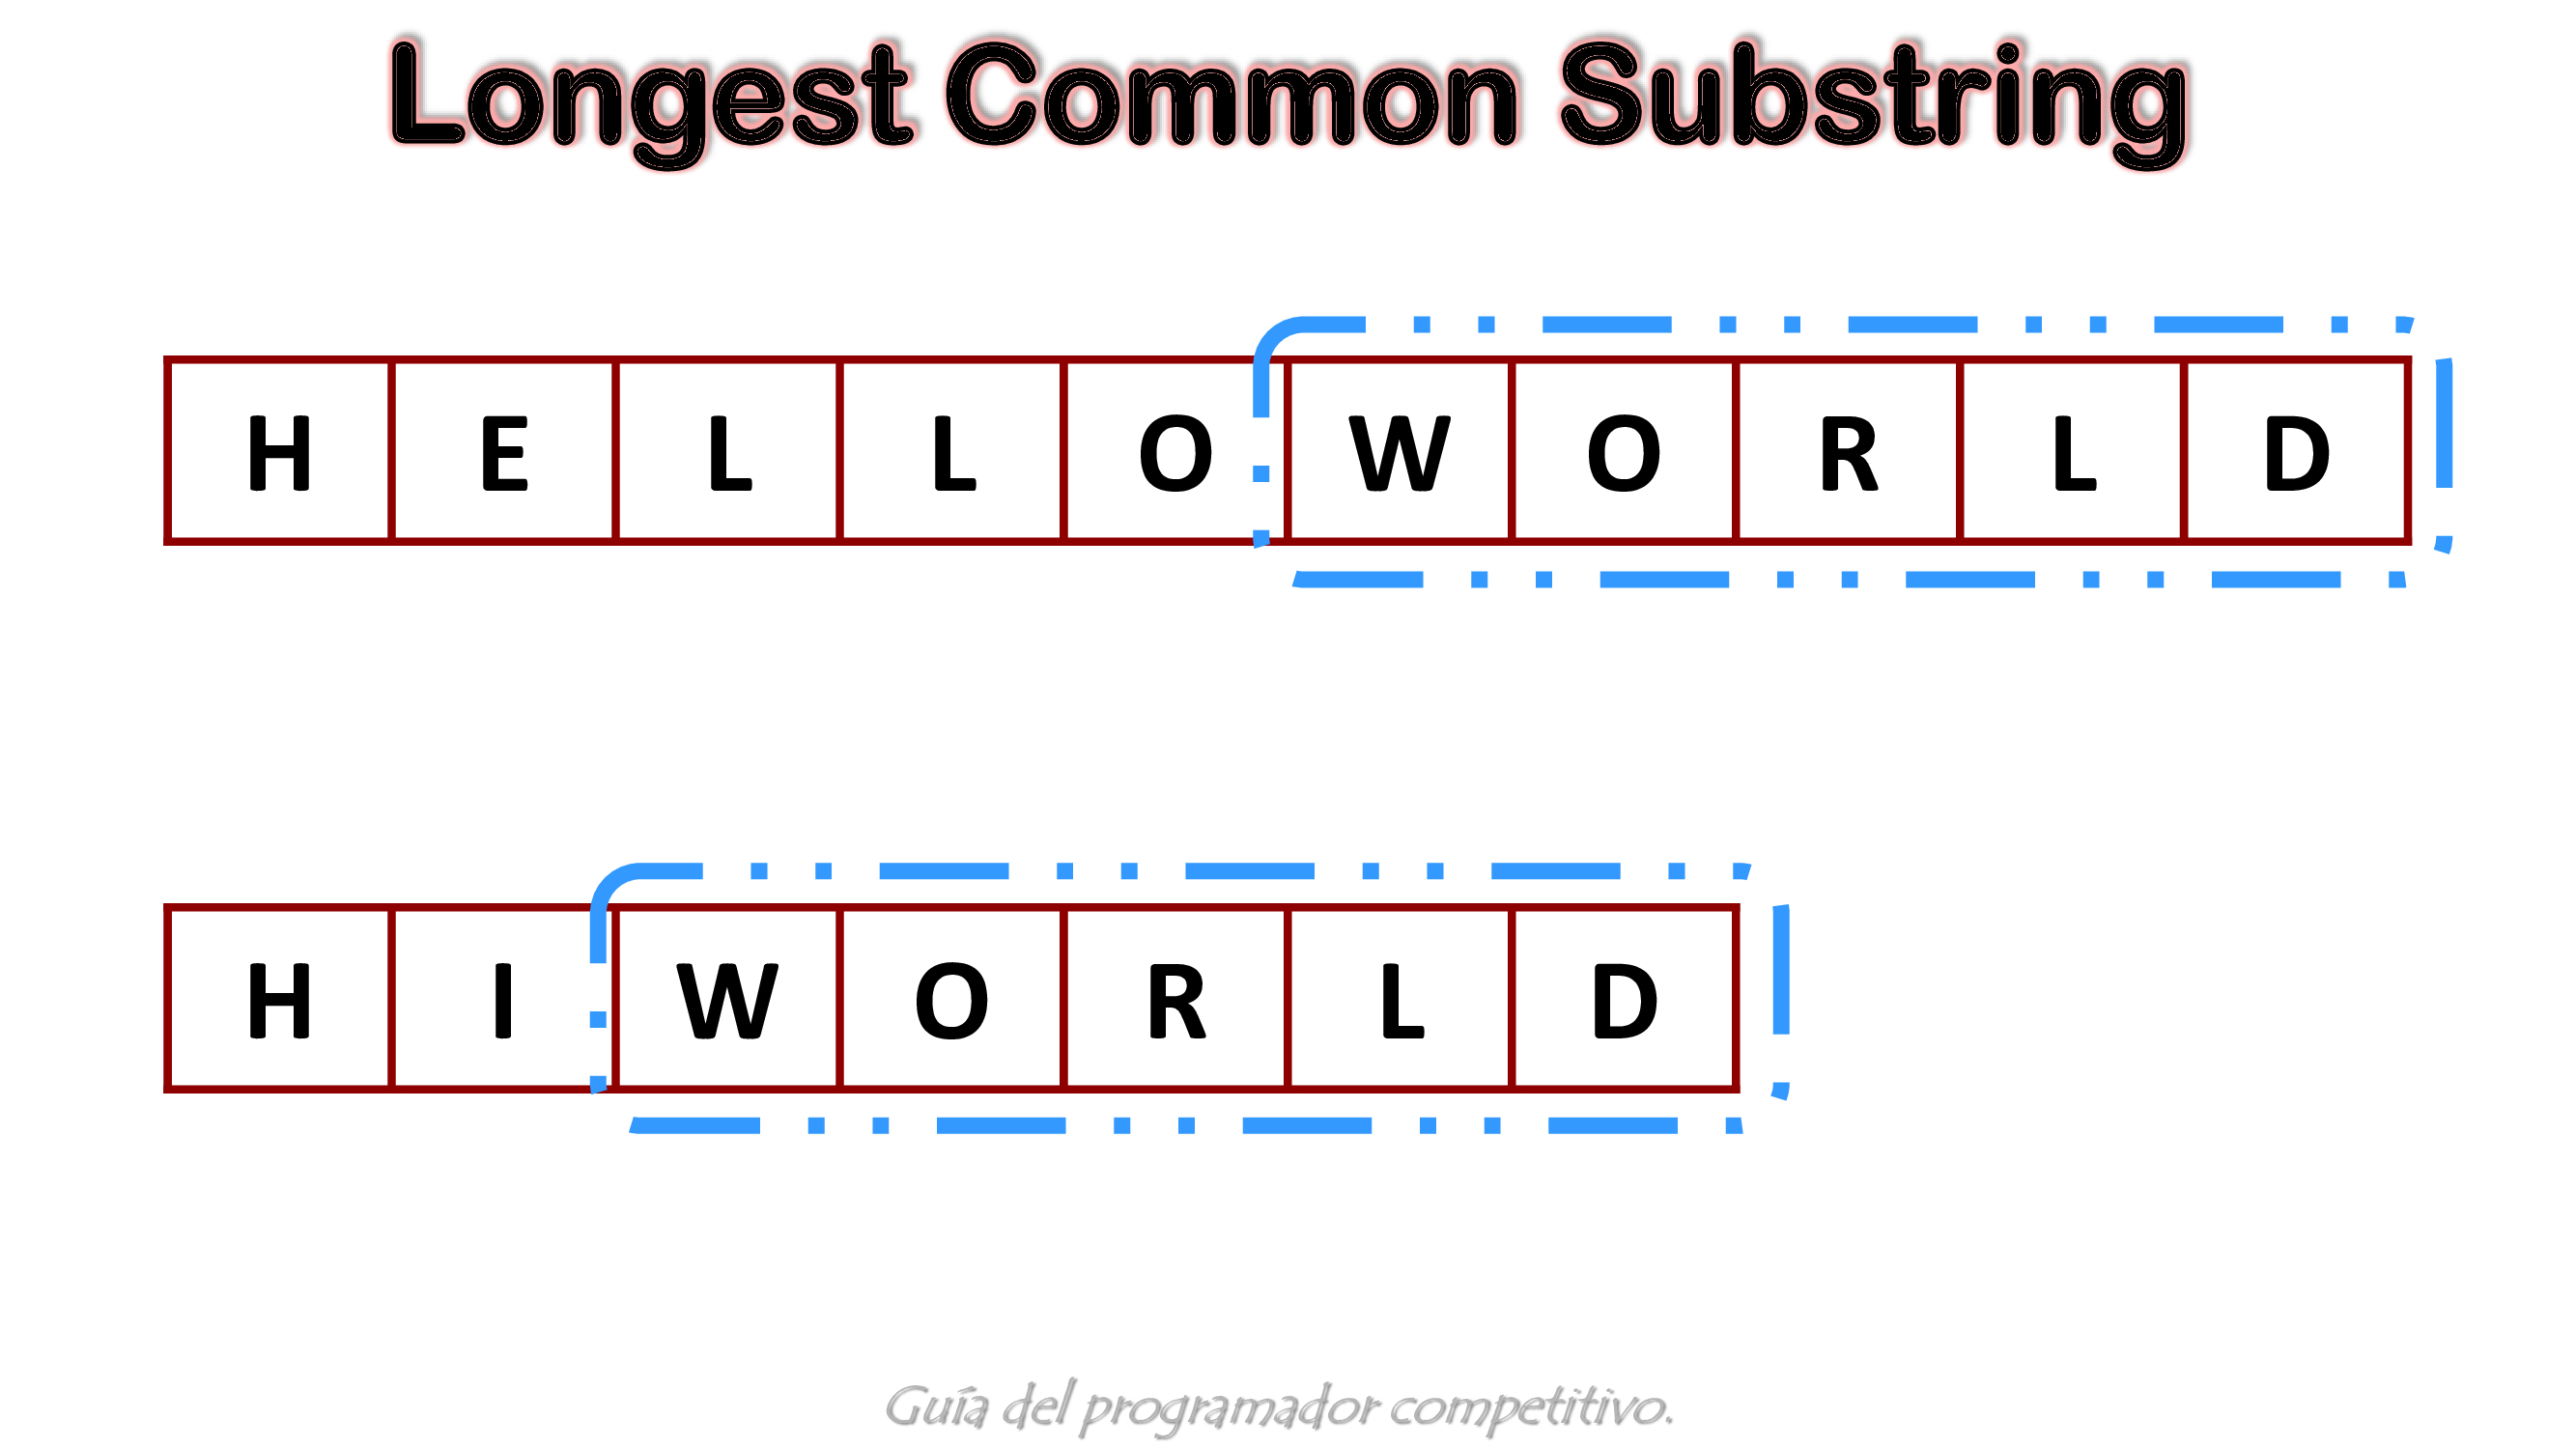 Longest Common Substring
H E L L O W O R L D
H I W O R L D
Guía del programador competitivo.